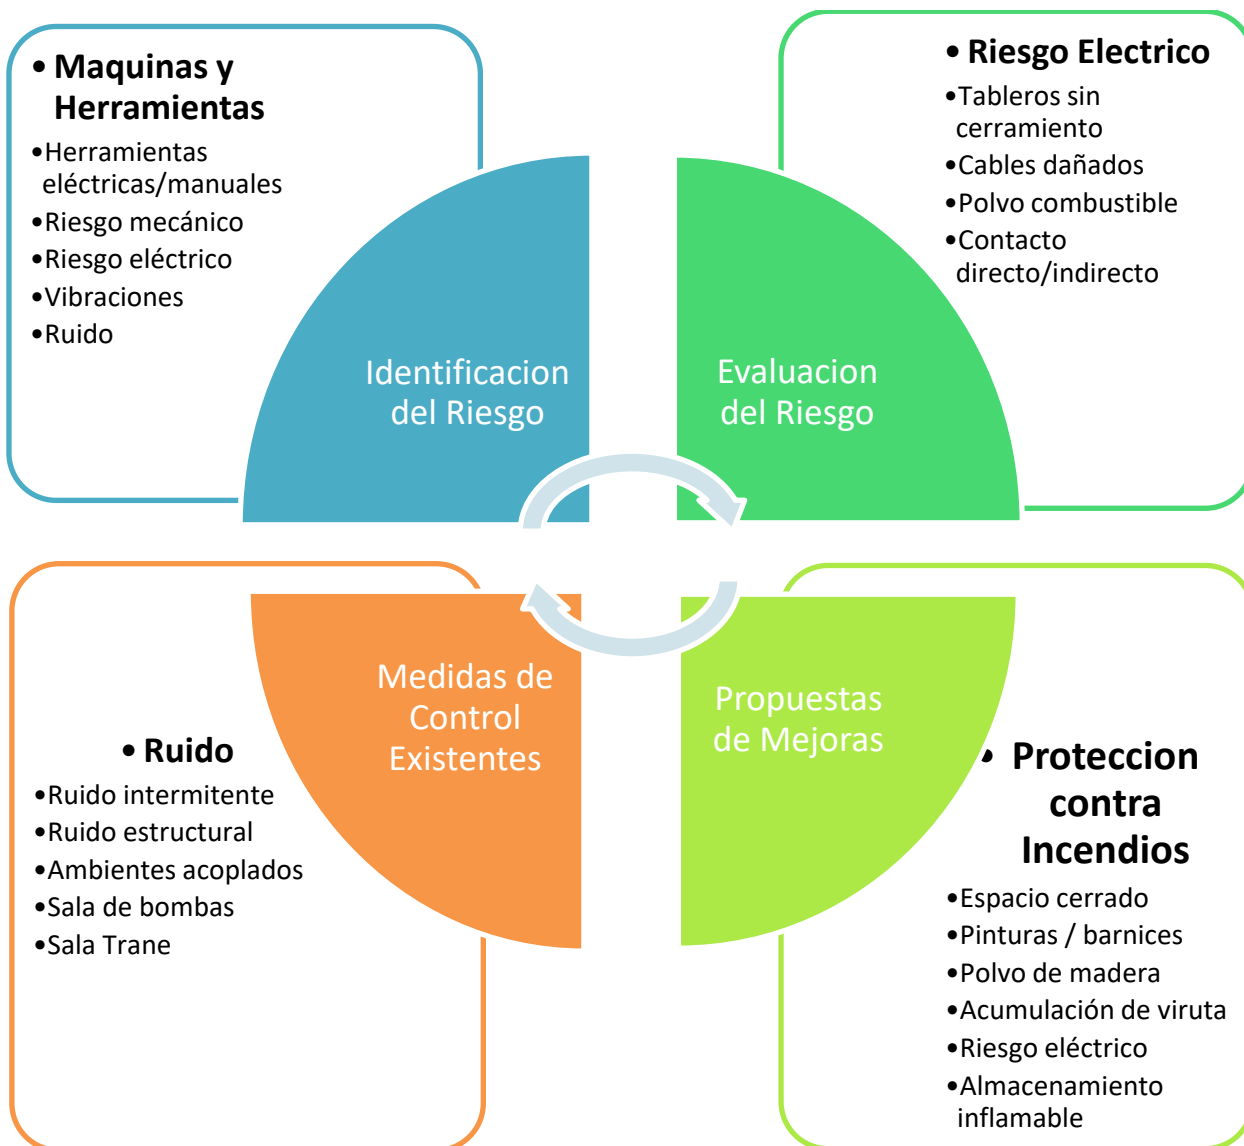 • Maquinas y
Herramientas
•Herramientas
eléctricas/manuales
•Riesgo mecánico
•Riesgo eléctrico
•Vibraciones
•Ruido
• Riesgo Electrico
•Tableros sin
cerramiento
•Cables dañados
•Polvo combustible
•Contacto
directo/indirecto
Identificacion
del Riesgo
Evaluacion
del Riesgo
Medidas de
Control
Existentes
Propuestas
de Mejoras
• Ruido
•Ruido intermitente
•Ruido estructural
•Ambientes acoplados
•Sala de bombas
•Sala Trane
• Proteccion
contra
Incendios
•Espacio cerrado
•Pinturas / barnices
•Polvo de madera
•Acumulación de viruta
•Riesgo eléctrico
•Almacenamiento
inflamable